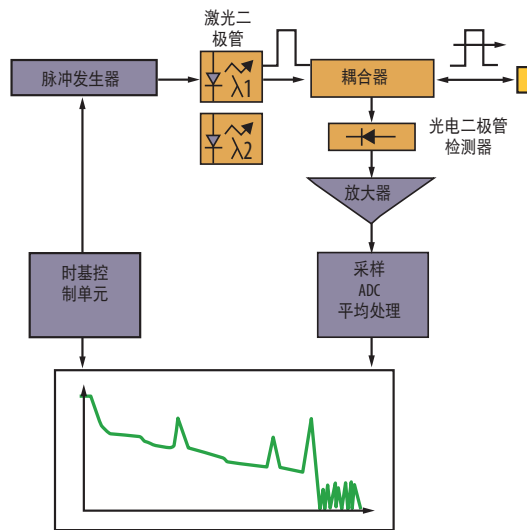 激光二
极管
脉冲发生器
λ1
耦合器
λ2
光电二极管
检测器
放大器
时基控
制单元
采样
ADC
平均处理